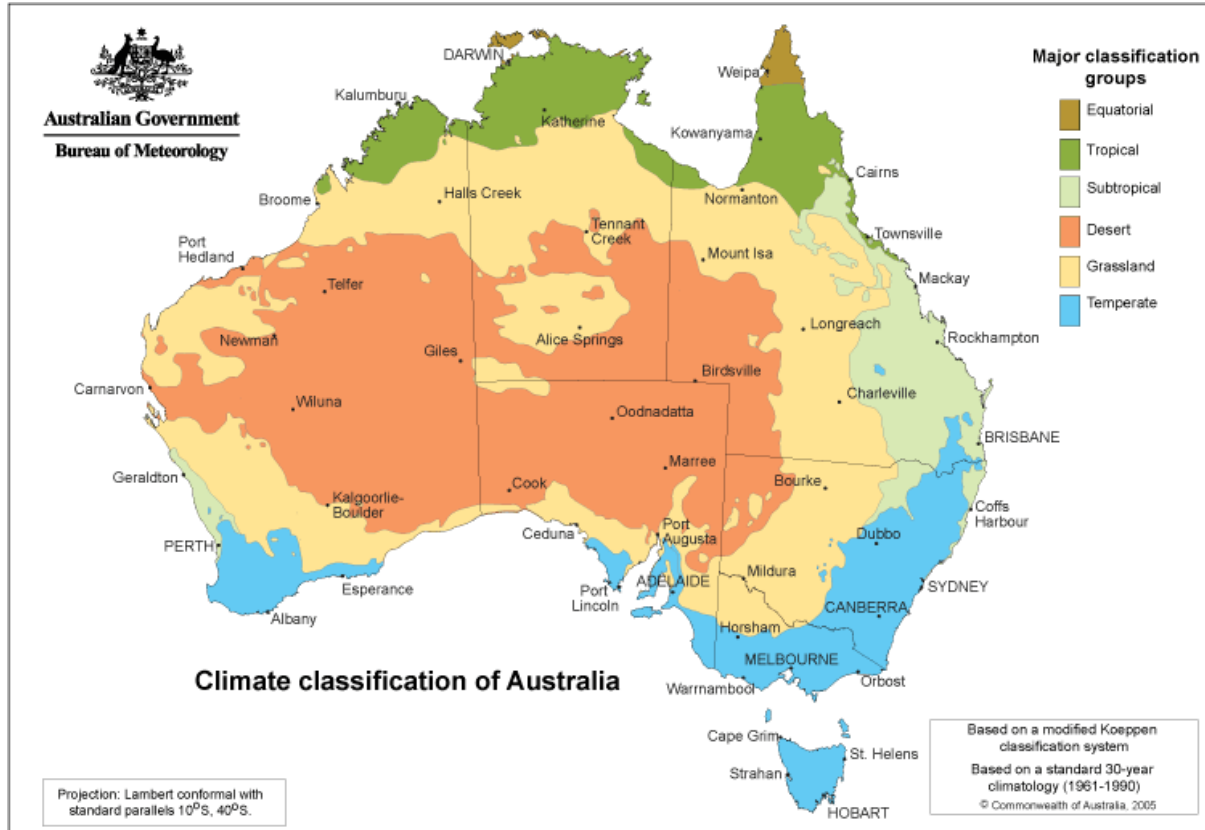 Australian Government
Bureau of Meteorology
Major classification
groups
Equatorial
Tropical
Subtropical
Desert
Grassland
Temperate
DARWIN
Weipa
Kalumburu
Katherine
Kowanyama
Cairns
Broome
Halls Creek
Normanton
Port
Hedland
Tennant
Creek
Townsville
Mount Isa
Mackay
Telfer
Newman
Alice Springs
Longreach
Rockhampton
Giles
Birdsville
Carnarvon
Wiluna
Oodnadatta
Charleville
BRISBANE
Geraldton
Marree
Cook
Bourke
Kalgoorlie-
Boulder
Coffs
Harbour
Ceduna
Port
Augusta
Dubbo
PERTH
Esperance
Port
Lincoln
ADELAIDE
Mildura
SYDNEY
Albany
CANBERRA
Horsham
MELBOURNE
Warrnambool
Orbost
Climate classification of Australia
Cape Grim
St. Helens
Strahan
HOBART
Projection: Lambert conformal with
standard parallels 10°S, 40°S.
Based on a modified Koeppen
classification system
Based on a standard 30-year
climatology (1961-1990)
© Commonwealth of Australia, 2005